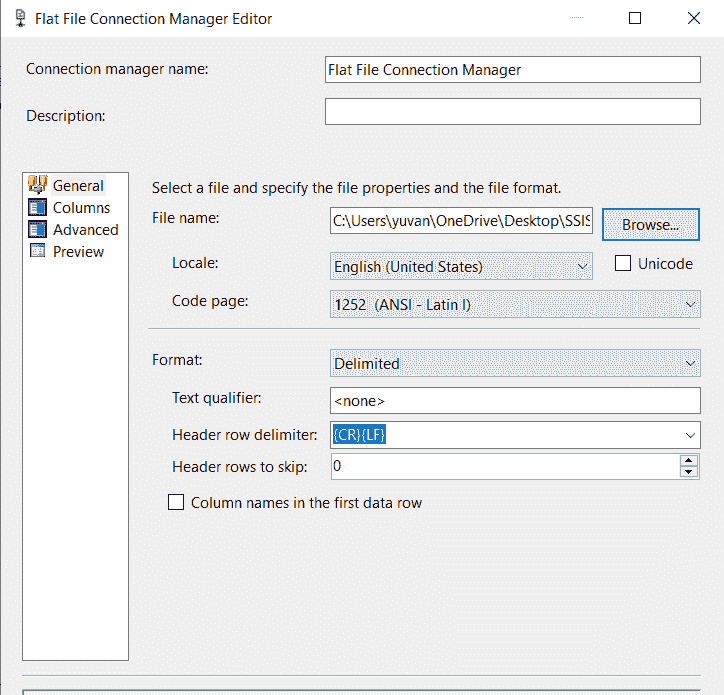 Flat File Connection Manager Editor
Connection manager name: Flat File Connection Manager
Description:
General
Columns
Advanced
Preview
Select a file and specify the file properties and the file format.
File name: C:\Users\yuvan\OneDrive\Desktop\SSIS Browse...
Locale: English (United States) Unicode
Code page: 1252 (ANSI - Latin I)
Format: Delimited
Text qualifier: <none>
Header row delimiter: {CR}{LF}
Header rows to skip: 0
Column names in the first data row